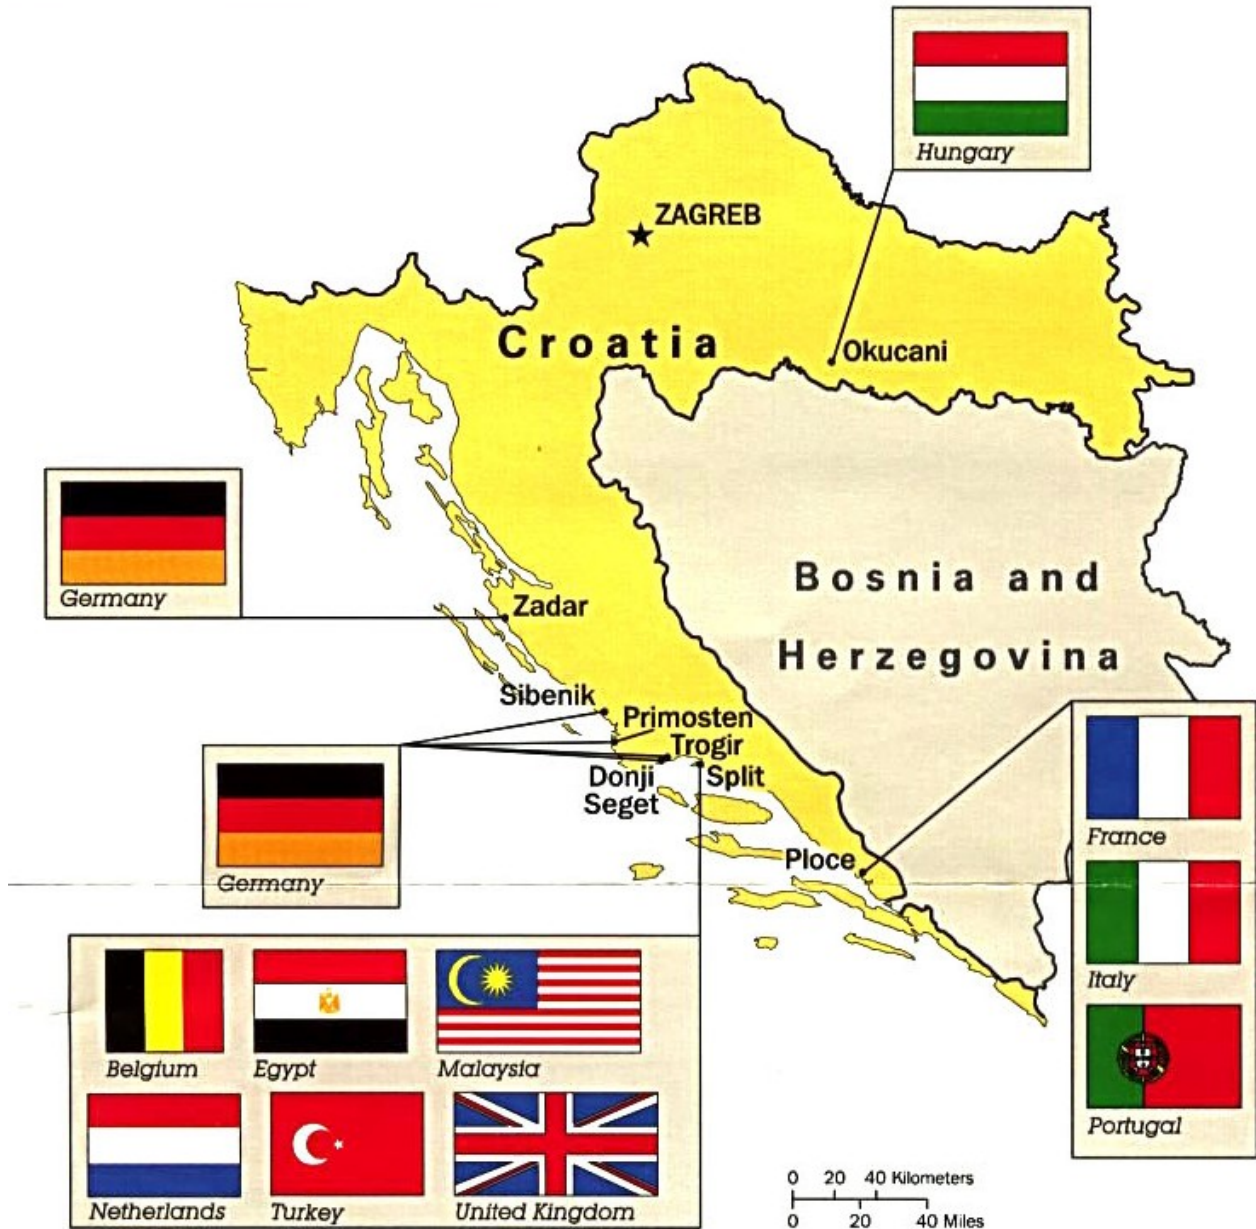 Hungary
ZAGREB
Croatia
Okucani
Germany
Zadar
Bosnia and
Herzegovina
Sibenik
Primosten
Trogir
Donji
Seget
Split
Germany
Ploce
France
Italy
Portugal
Belgium
Egypt
Malaysia
Netherlands
Turkey
United Kingdom
0 20 40 Kilometers
0 20 40 Miles